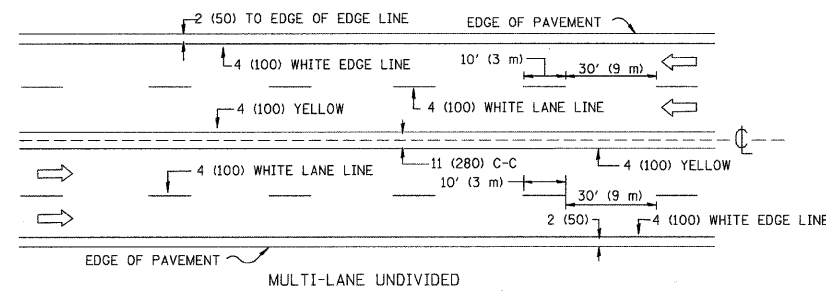 2 (50) TO EDGE OF EDGE LINE
EDGE OF PAVEMENT
4 (100) WHITE EDGE LINE
10' (3 m)
30' (9 m)
4 (100) YELLOW
4 (100) WHITE LANE LINE
℄
4 (100) WHITE LANE LINE
11 (280) C-C
4 (100) YELLOW
10' (3 m)
30' (9 m)
2 (50)
4 (100) WHITE EDGE LINE
EDGE OF PAVEMENT
MULTI-LANE UNDIVIDED